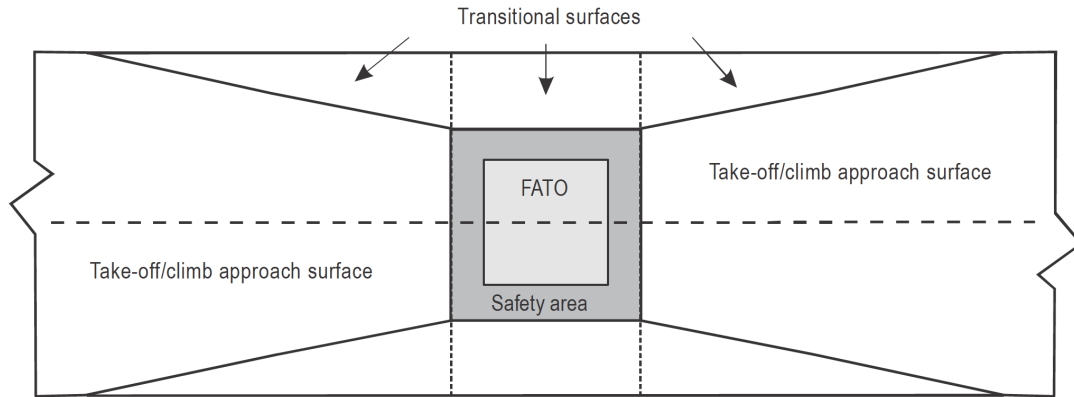 Transitional surfaces
FATO
Take-off/climb approach surface
Take-off/climb approach surface
Safety area